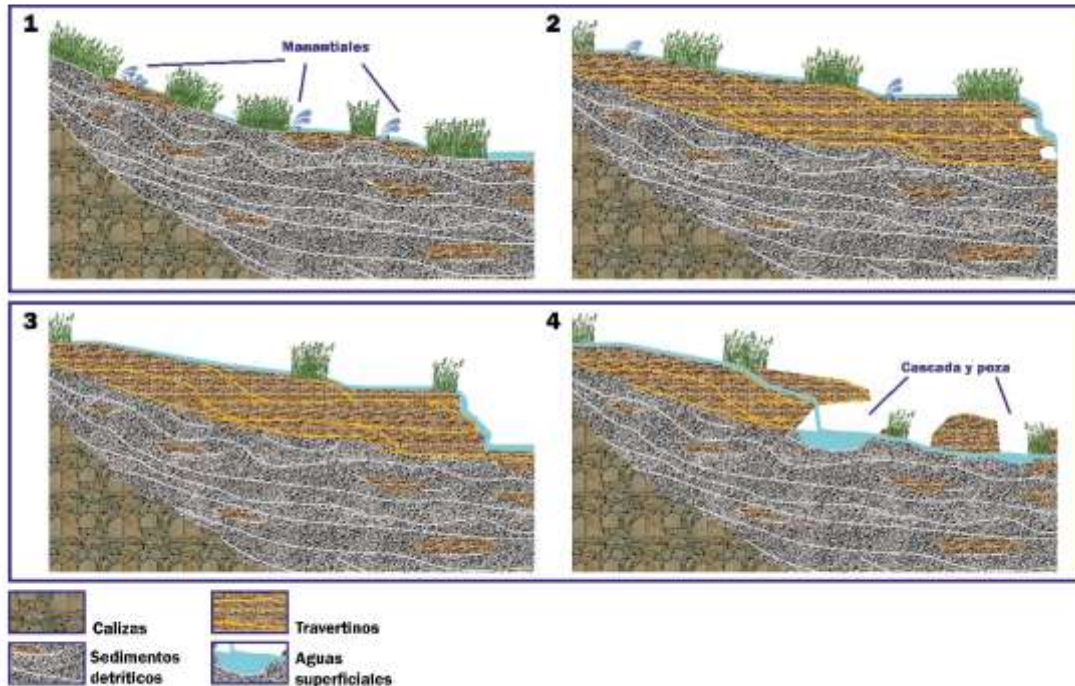 1
Manantiales
2
3
4
Cascada y poza
Calizas
Travertinos
Sedimentos
detríticos
Aguas
superficiales